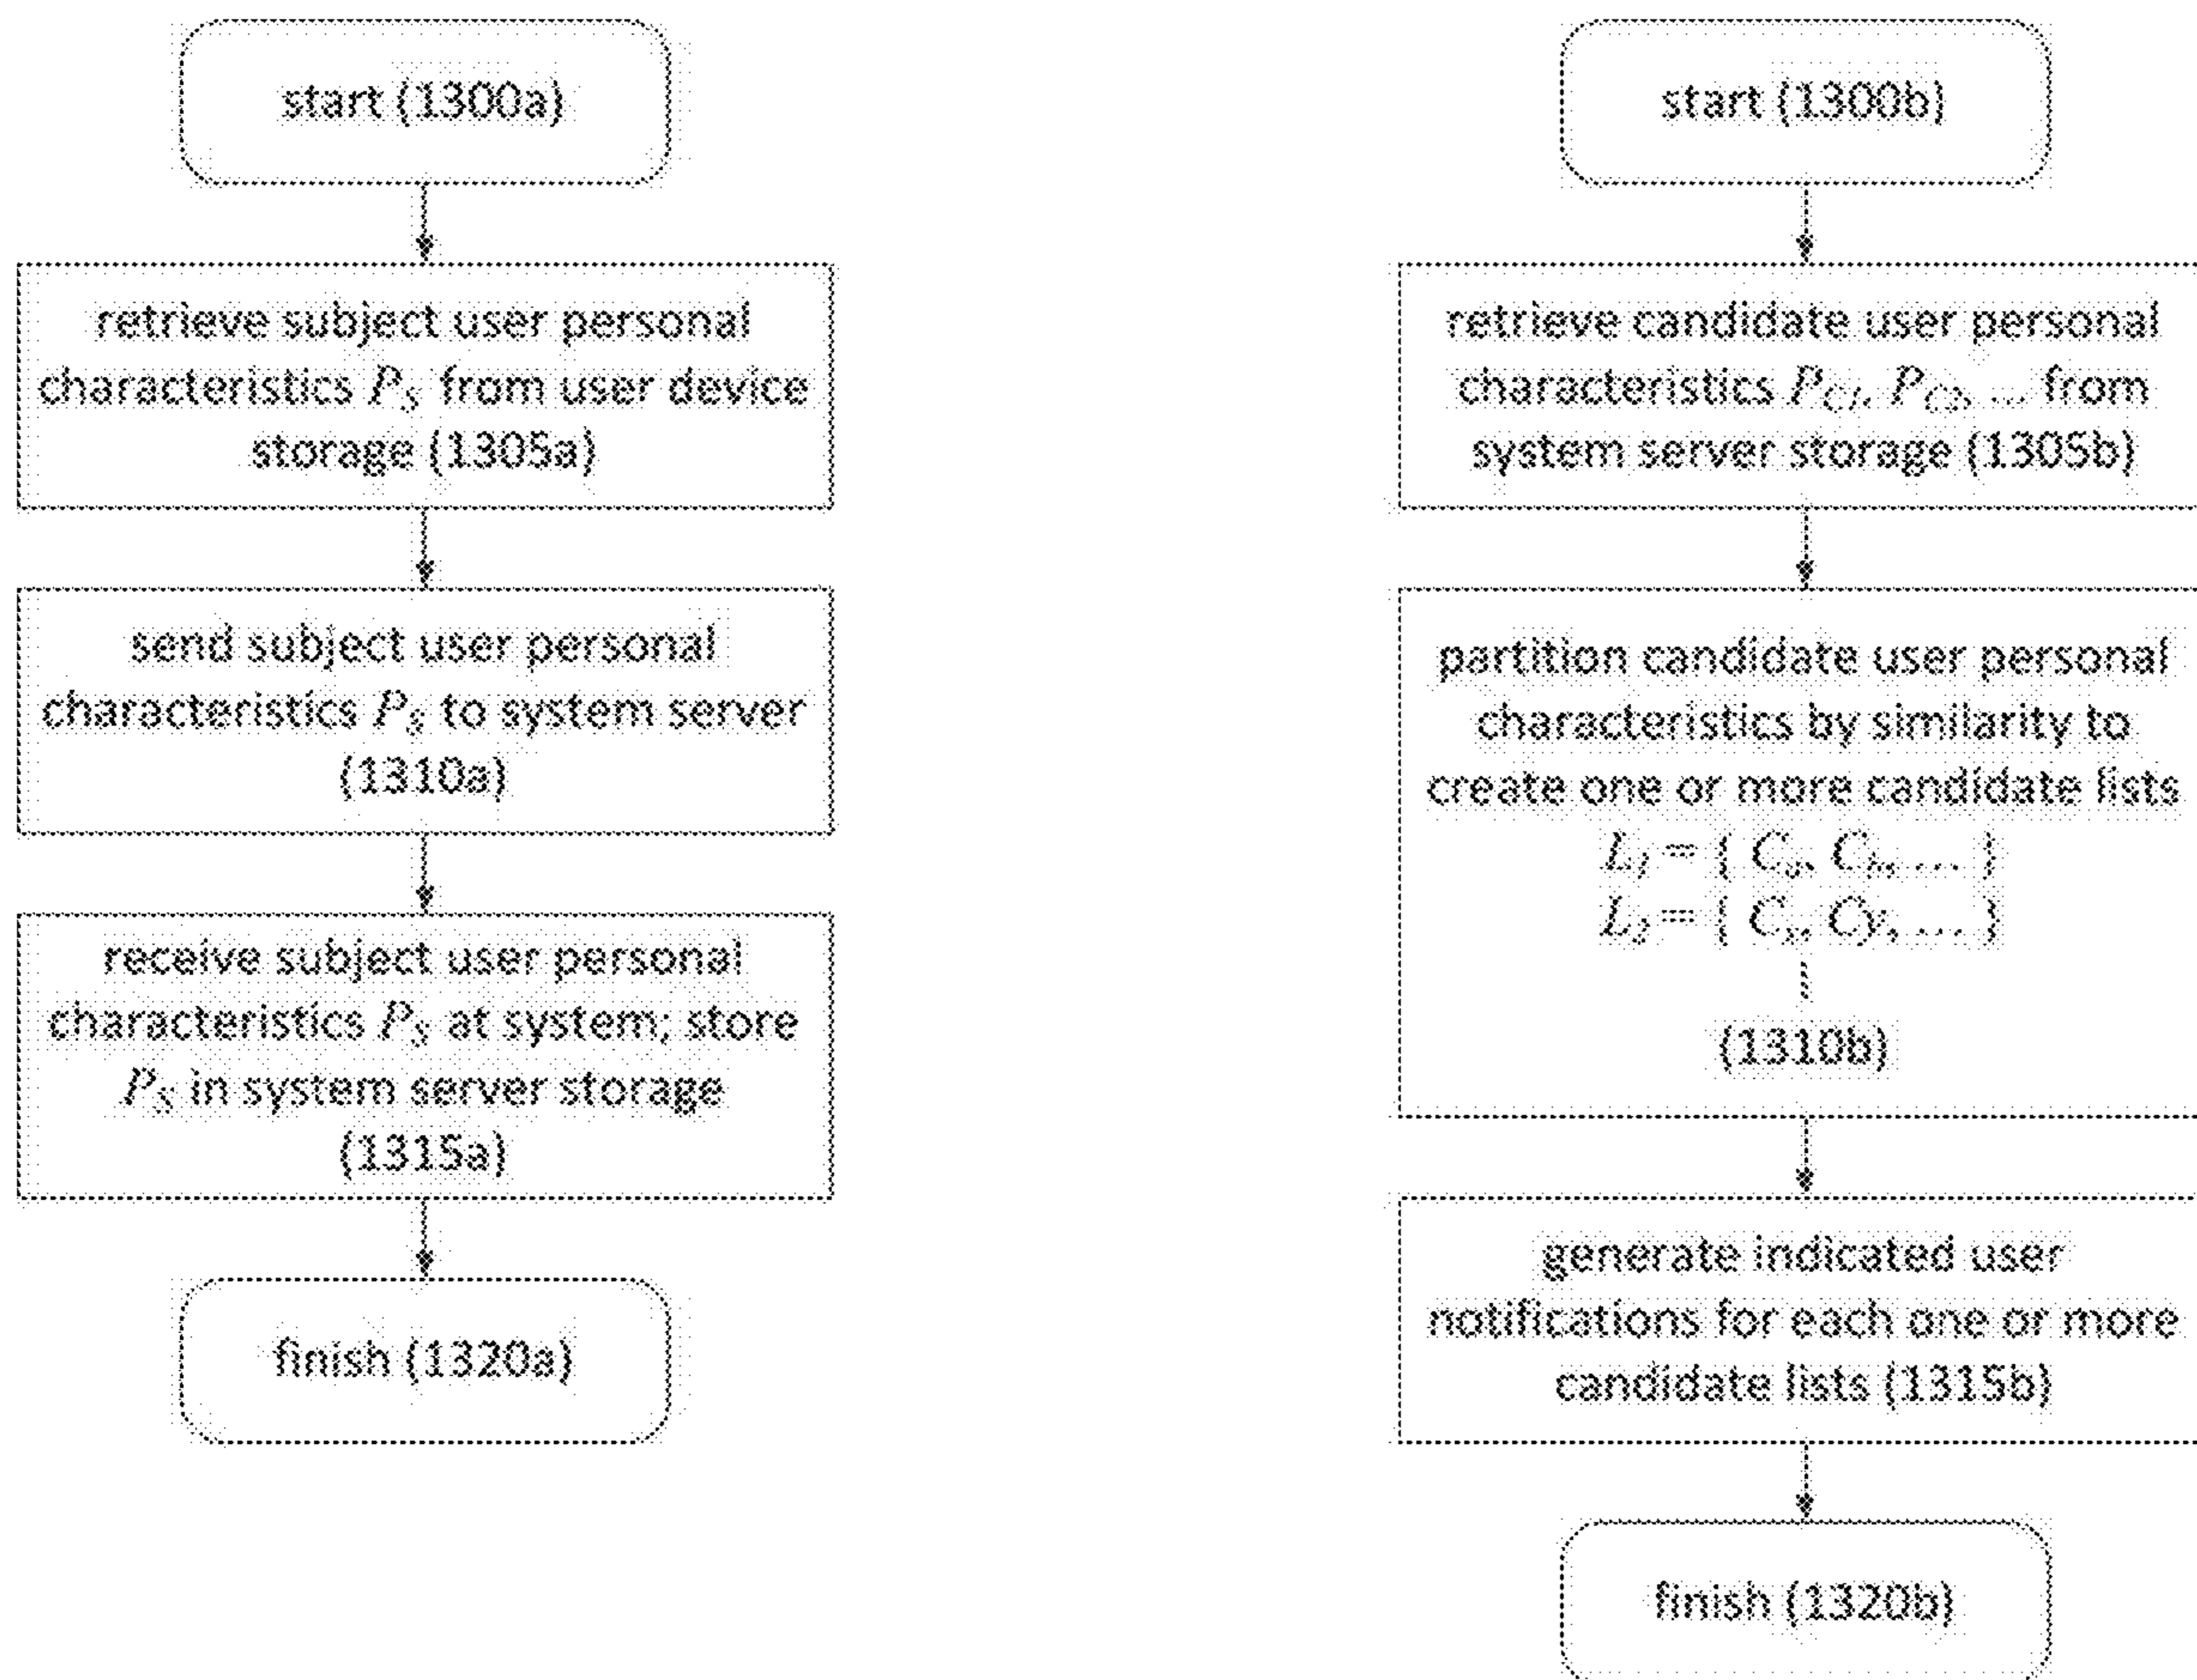 start (1300a)
retrieve subject user personal
characteristics P_S from user device
storage (1305a)
send subject user personal
characteristics P_S to system server
(1310a)
receive subject user personal
characteristics P_S at system; store
P_S in system server storage
(1315a)
finish (1320a)
start (1300b)
retrieve candidate user personal
characteristics P_C1, P_C2, ... from
system server storage (1305b)
partition candidate user personal
characteristics by similarity to
create one or more candidate lists
L_1 = { C_a, C_b, ... }
L_2 = { C_x, Cy, ... }
(1310b)
generate indicated user
notifications for each one or more
candidate lists (1315b)
finish (1320b)